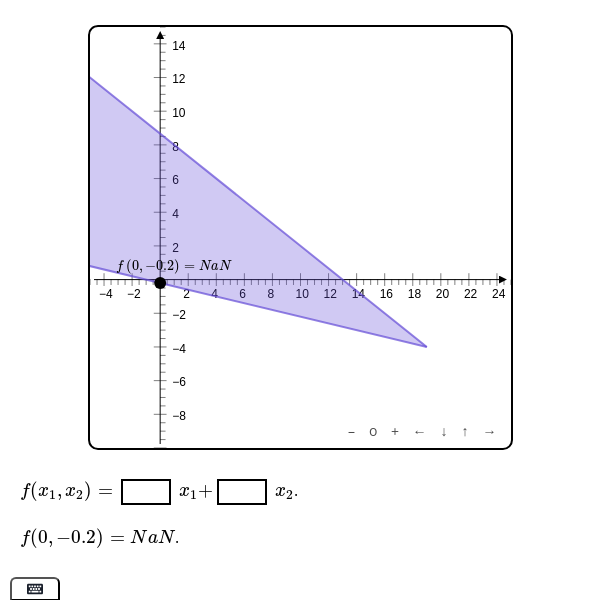 14
12
10
8
6
4
2
f (0, −0.2) = NaN
−4 −2 2 4 6 8 10 12 14 16 18 20 22 24
−2
−4
−6
−8
− o + ← ↓ ↑ →
f(x₁, x₂) = x₁+ x₂.
f(0, −0.2) = NaN.